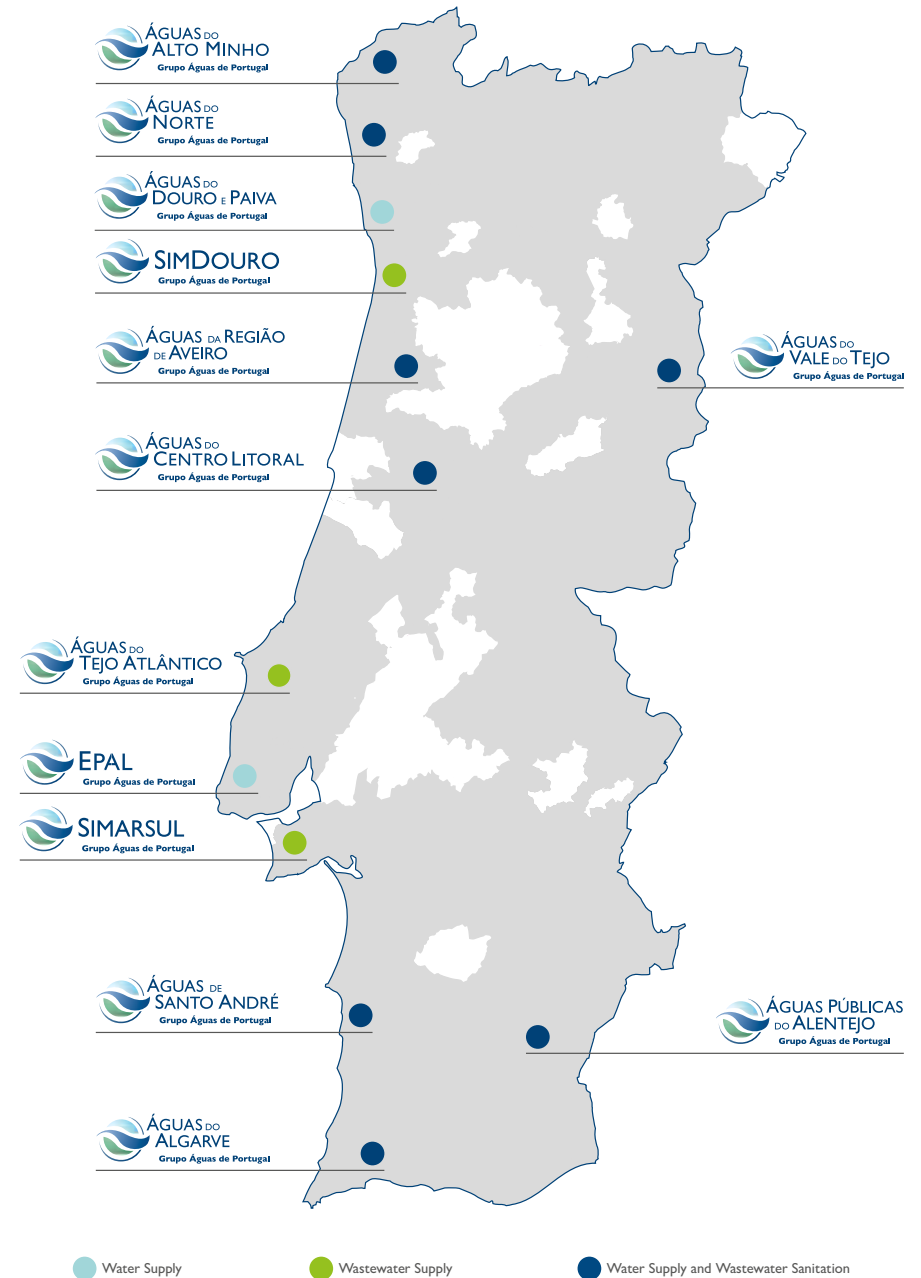 ÁGUAS DO
ALTO MINHO
Grupo Águas de Portugal
ÁGUAS DO
NORTE
Grupo Águas de Portugal
ÁGUAS DO
DOURO E PAIVA
Grupo Águas de Portugal
SIMDOURO
Grupo Águas de Portugal
ÁGUAS DA REGIÃO
DE AVEIRO
Grupo Águas de Portugal
ÁGUAS DO
VALE DO TEJO
Grupo Águas de Portugal
ÁGUAS DO
CENTRO LITORAL
Grupo Águas de Portugal
ÁGUAS DO
TEJO ATLÂNTICO
Grupo Águas de Portugal
EPAL
Grupo Águas de Portugal
SIMARSUL
Grupo Águas de Portugal
ÁGUAS DE
SANTO ANDRÉ
Grupo Águas de Portugal
ÁGUAS PÚBLICAS
DO ALENTEJO
Grupo Águas de Portugal
ÁGUAS DO
ALGARVE
Grupo Águas de Portugal
Water Supply
Wastewater Supply
Water Supply and Wastewater Sanitation